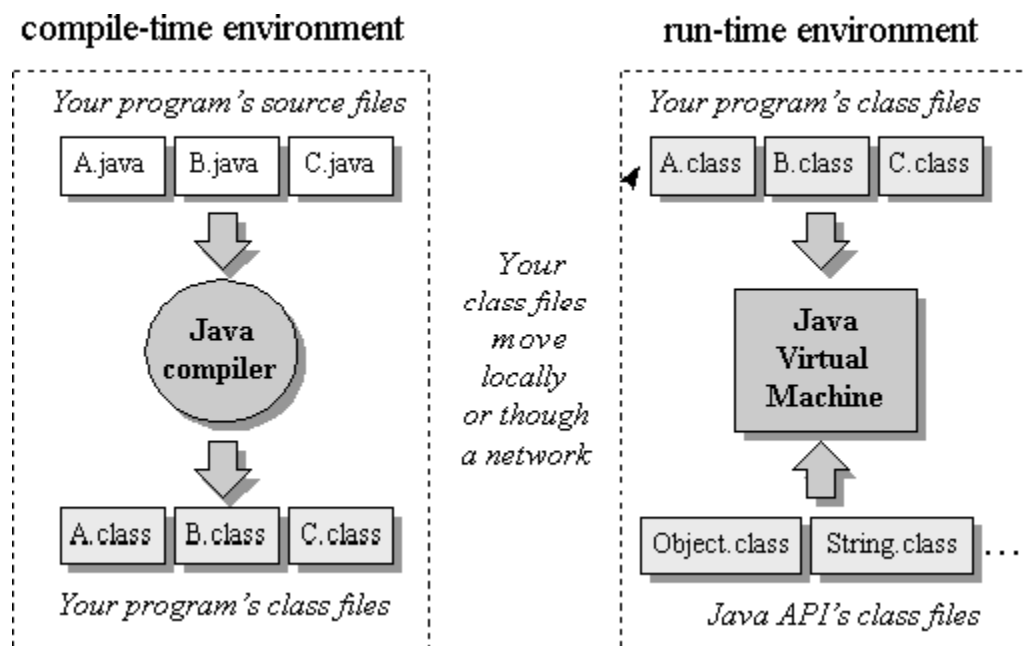 compile-time environment
Your program's source files
A.java B.java C.java
Java
compiler
A.class B.class C.class
Your program's class files
Your
class files
move
locally
or though
a network
run-time environment
Your program's class files
A.class B.class C.class
Java
Virtual
Machine
Object.class String.class ...
Java API's class files